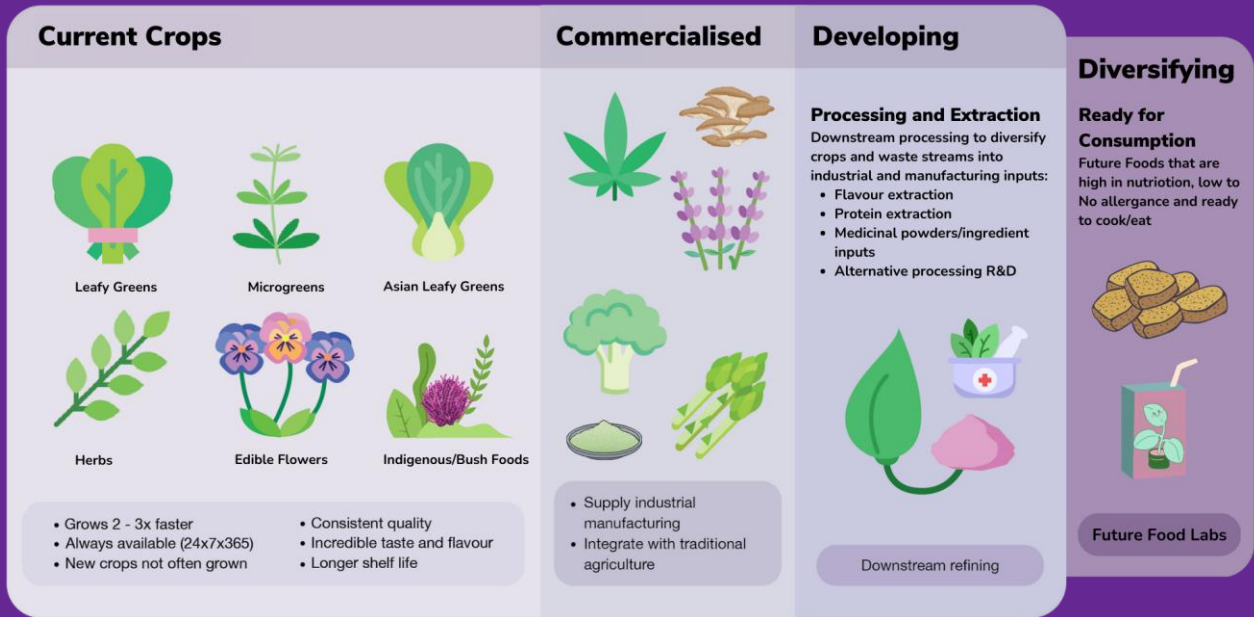 Current Crops
Leafy Greens
Microgreens
Asian Leafy Greens
Herbs
Edible Flowers
Indigenous/Bush Foods
• Grows 2 - 3x faster
• Always available (24x7x365)
• New crops not often grown
• Consistent quality
• Incredible taste and flavour
• Longer shelf life
Commercialised
• Supply industrial
manufacturing
• Integrate with traditional
agriculture
Developing
Processing and Extraction
Downstream processing to diversify
crops and waste streams into
industrial and manufacturing inputs:
• Flavour extraction
• Protein extraction
• Medicinal powders/ingredient
inputs
• Alternative processing R&D
Downstream refining
Diversifying
Ready for
Consumption
Future Foods that are
high in nutriotion, low to
No allergance and ready
to cook/eat
Future Food Labs